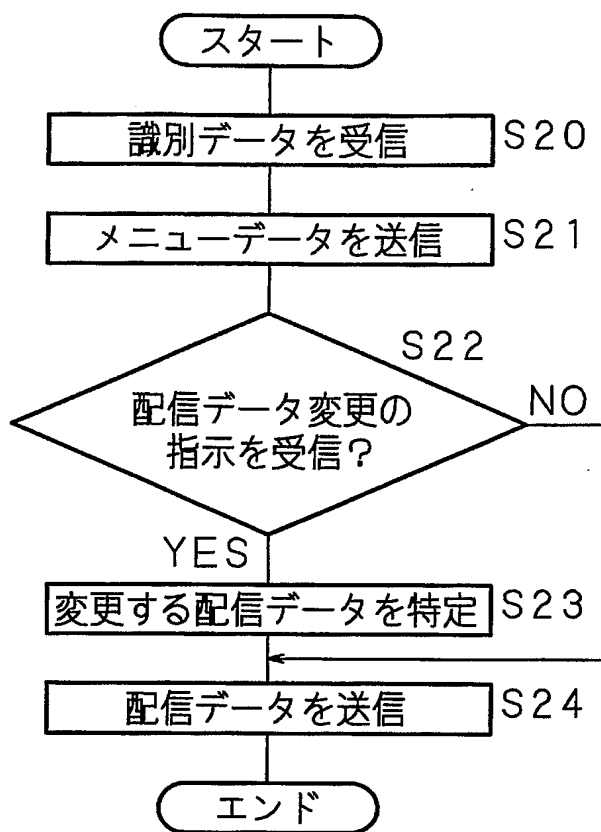 スタート
識別データを受信 S20
メニューデータを送信 S21
S22
配信データ変更の
指示を受信?
NO
YES
変更する配信データを特定 S23
配信データを送信 S24
エンド